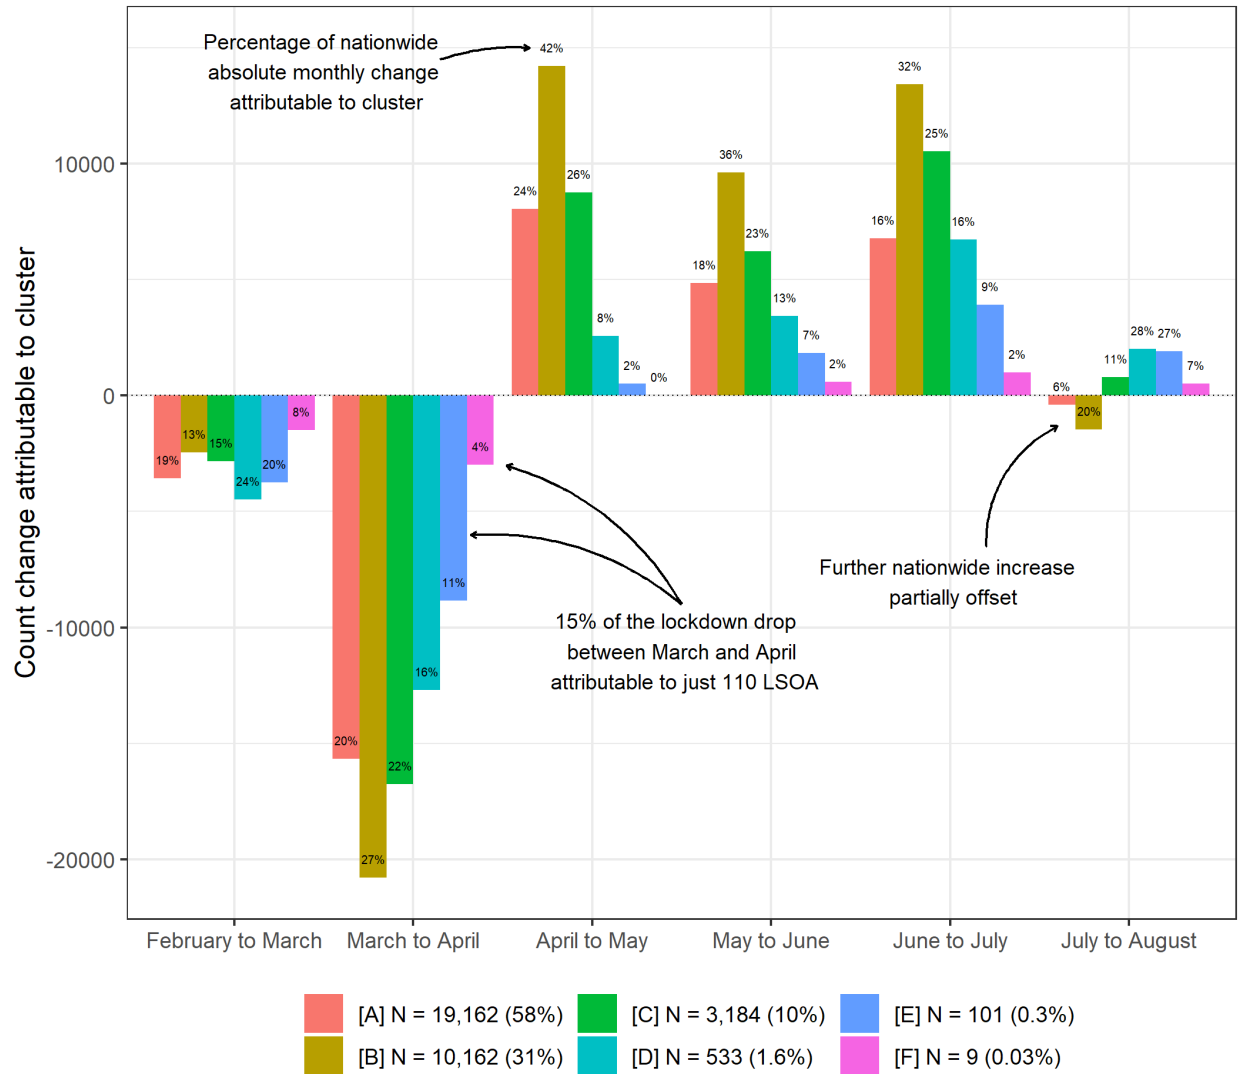 Percentage of nationwide
absolute monthly change
attributable to cluster
42%
32%
36%
26%
25%
24%
23%
18%
16%
16%
13%
8%
9%
7%
2%
0%
2%
2%
6%
20%
11%
28%
27%
7%
19%
13%
15%
24%
20%
8%
20%
27%
22%
16%
11%
4%
Further nationwide increase
partially offset
15% of the lockdown drop
between March and April
attributable to just 110 LSOA
Count change attributable to cluster
10000
0
-10000
-20000
February to March
March to April
April to May
May to June
June to July
July to August
[A] N = 19,162 (58%)
[C] N = 3,184 (10%)
[E] N = 101 (0.3%)
[B] N = 10,162 (31%)
[D] N = 533 (1.6%)
[F] N = 9 (0.03%)